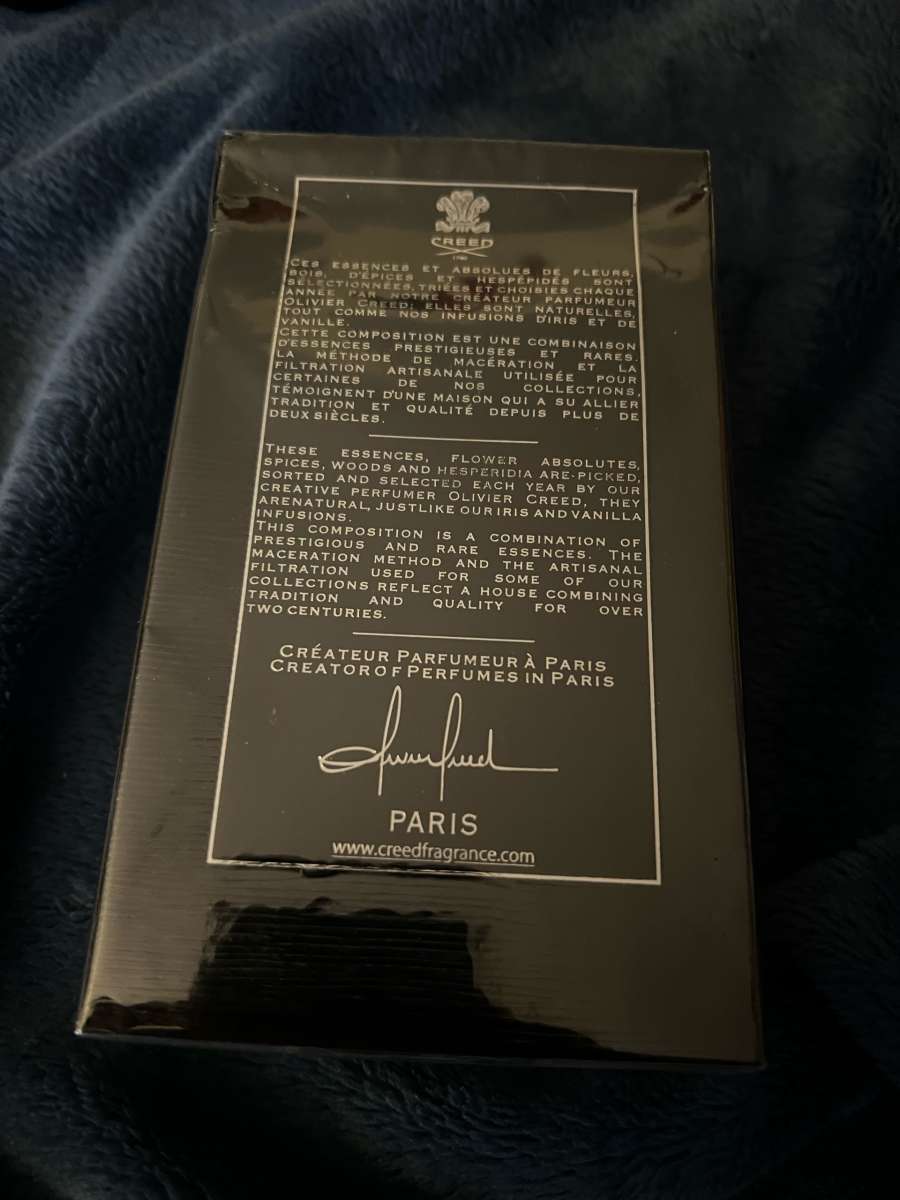 CREED
1760
CES ESSENCES ET ABSOLUES DE FLEURS,
BOIS, D'ÉPICES ET HESPÉPIDÉS SONT
SÉLECTIONNÉES, TRIÉES ET CHOISIES CHAQUE
ANNÉE PAR NOTRE CRÉATEUR PARFUMEUR
OLIVIER CREED; ELLES SONT NATURELLES,
TOUT COMME NOS INFUSIONS D'IRIS ET DE
VANILLE.
CETTE COMPOSITION EST UNE COMBINAISON
D'ESSENCES PRESTIGIEUSES ET RARES.
LA MÉTHODE DE MACÉRATION ET LA
FILTRATION ARTISANALE UTILISÉE POUR
CERTAINES DE NOS COLLECTIONS,
TÉMOIGNENT D'UNE MAISON QUI A SU ALLIER
TRADITION ET QUALITÉ DEPUIS PLUS DE
DEUX SIÈCLES.
THESE ESSENCES, FLOWER ABSOLUTES,
SPICES, WOODS AND HESPERIDIA ARE-PICKED,
SORTED AND SELECTED EACH YEAR BY OUR
CREATIVE PERFUMER OLIVIER CREED, THEY
ARENATURAL, JUSTLIKE OUR IRIS AND VANILLA
INFUSIONS.
THIS COMPOSITION IS A COMBINATION OF
PRESTIGIOUS AND RARE ESSENCES. THE
MACERATION METHOD AND THE ARTISANAL
FILTRATION USED FOR SOME OF OUR
COLLECTIONS REFLECT A HOUSE COMBINING
TRADITION AND QUALITY FOR OVER
TWO CENTURIES.
CRÉATEUR PARFUMEUR À PARIS
CREATOR OF PERFUMES IN PARIS
Olivier Creed
PARIS
www.creedfragrance.com